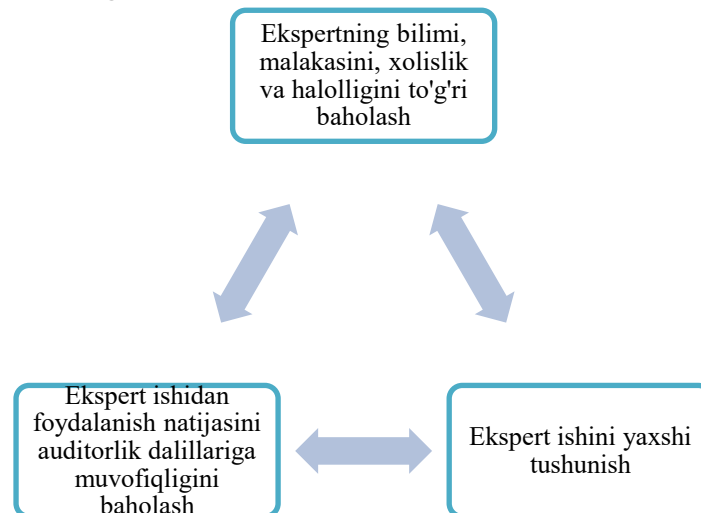 Ekspertning bilimi,
malakasini, xolislik
va halolligini to'g'ri
baholash
Ekspert ishidan
foydalanish natijasini
auditorlik dalillariga
muvofiqligini
baholash
Ekspert ishini yaxshi
tushunish